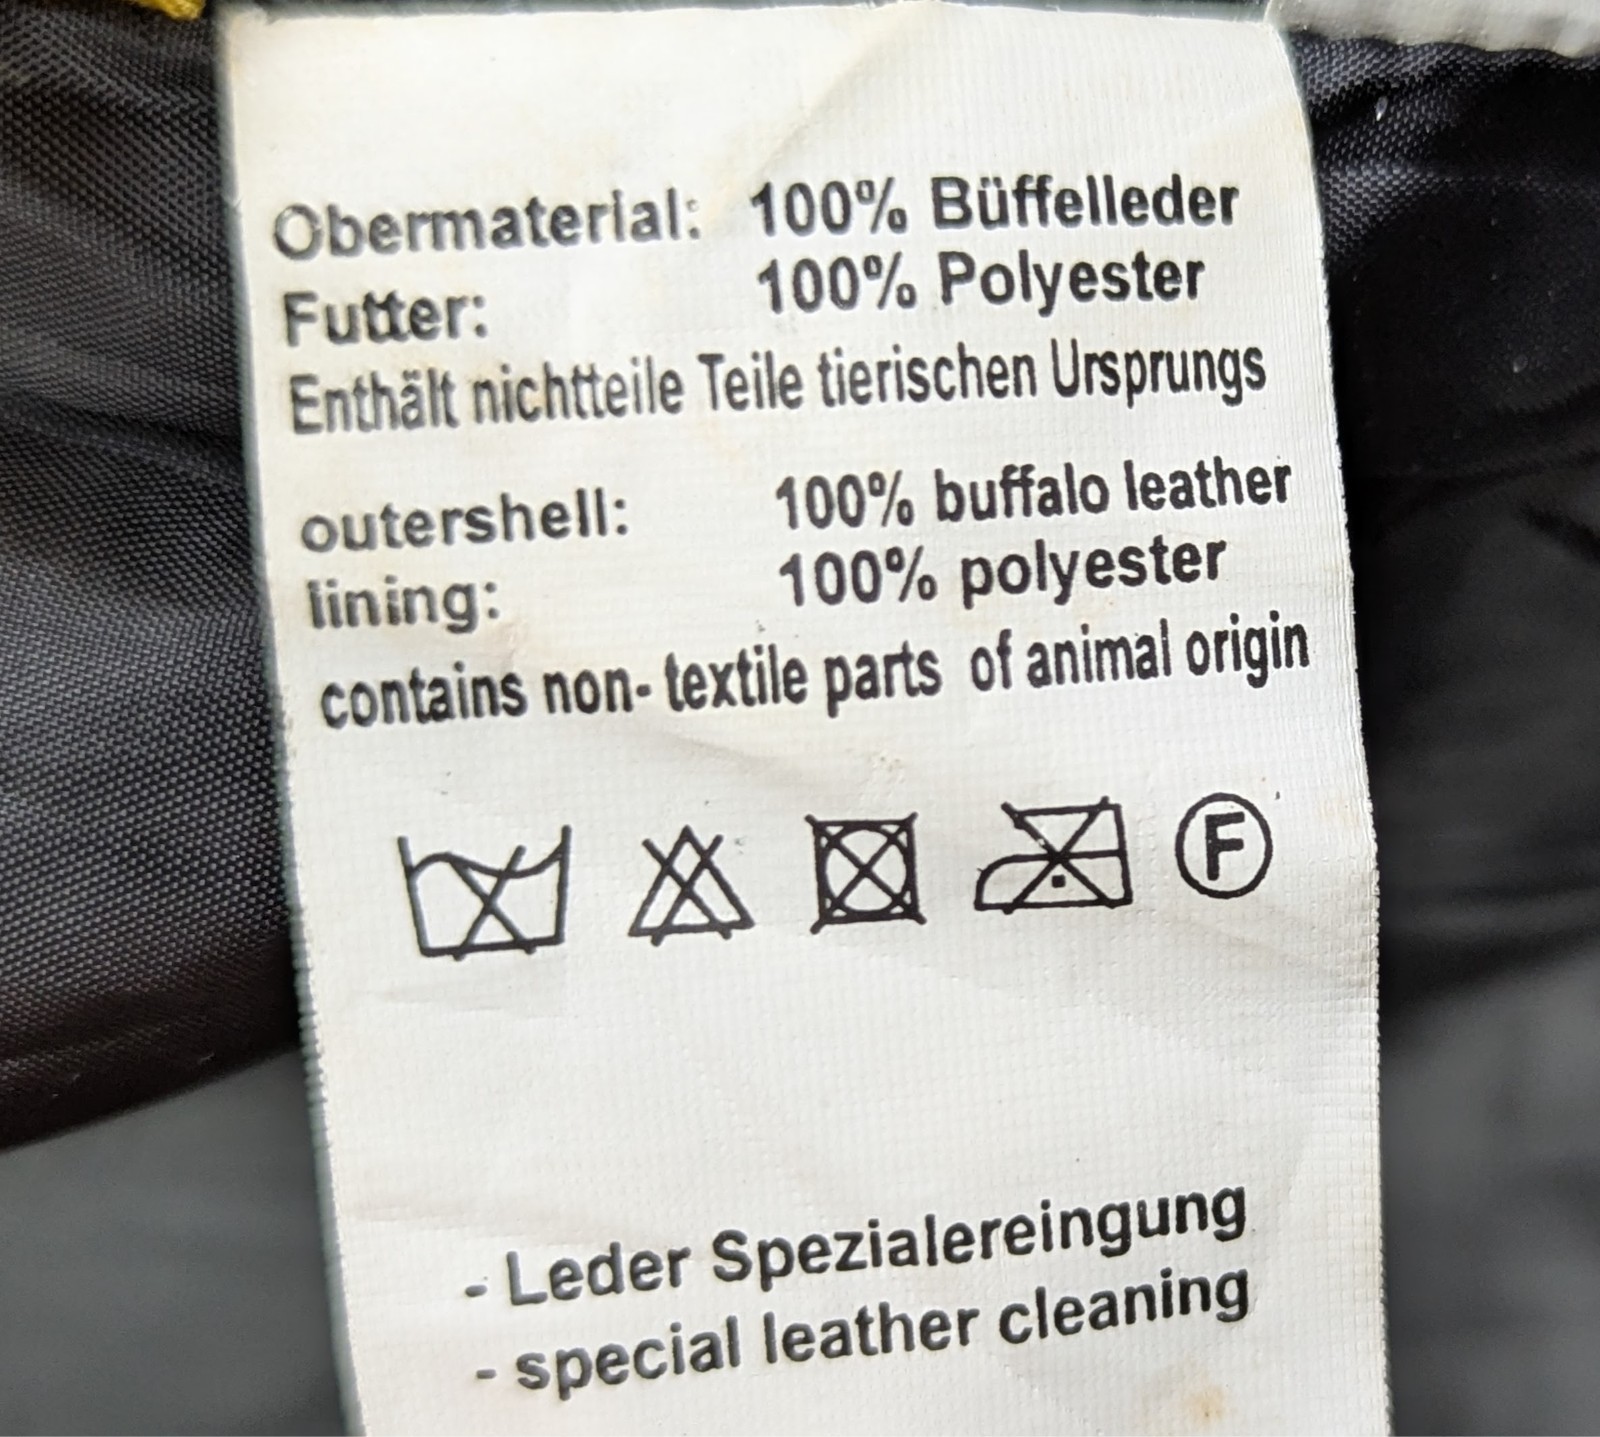 Obermaterial: 100% Büffelleder
Futter: 100% Polyester
Enthält nichtteile Teile tierischen Ursprungs
outershell: 100% buffalo leather
lining: 100% polyester
contains non- textile parts of animal origin
F
- Leder Spezialereingung
- special leather cleaning